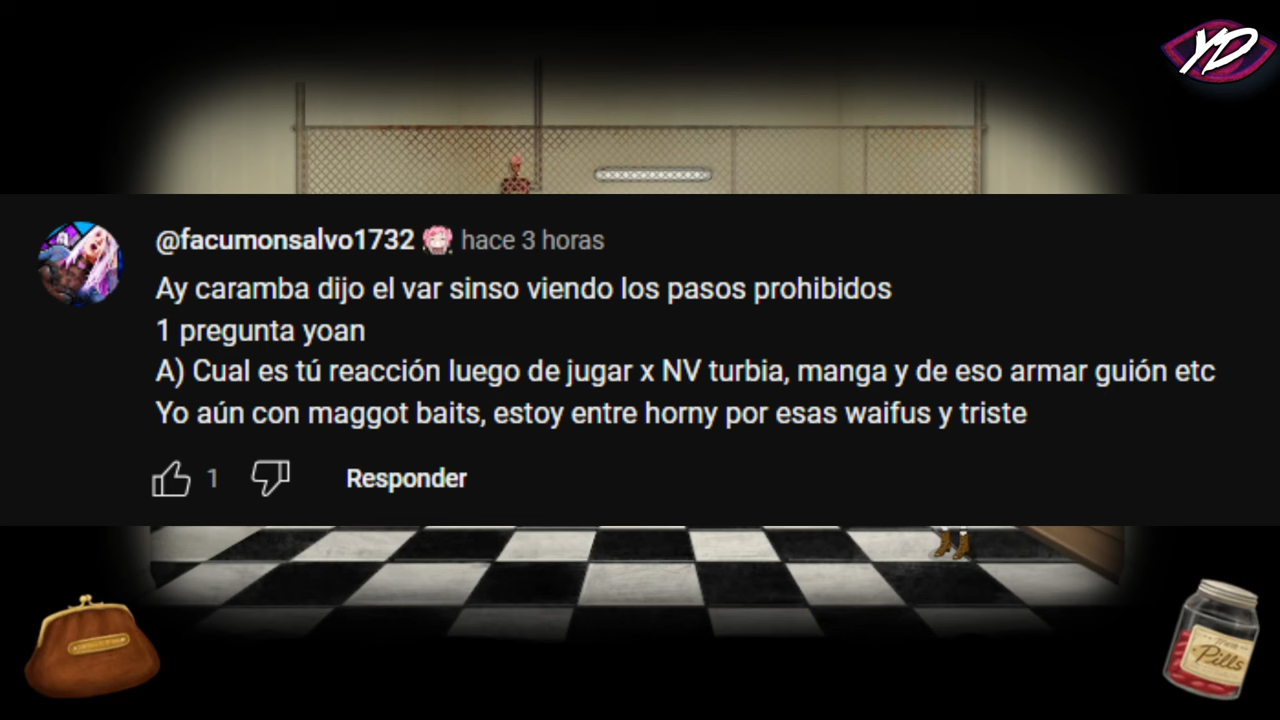 YD
@facumonsalvo1732 hace 3 horas
Ay caramba dijo el var sinso viendo los pasos prohibidos
1 pregunta yoan
A) Cual es tú reacción luego de jugar x NV turbia, manga y de eso armar guión etc
Yo aún con maggot baits, estoy entre horny por esas waifus y triste
1 Responder
Pills